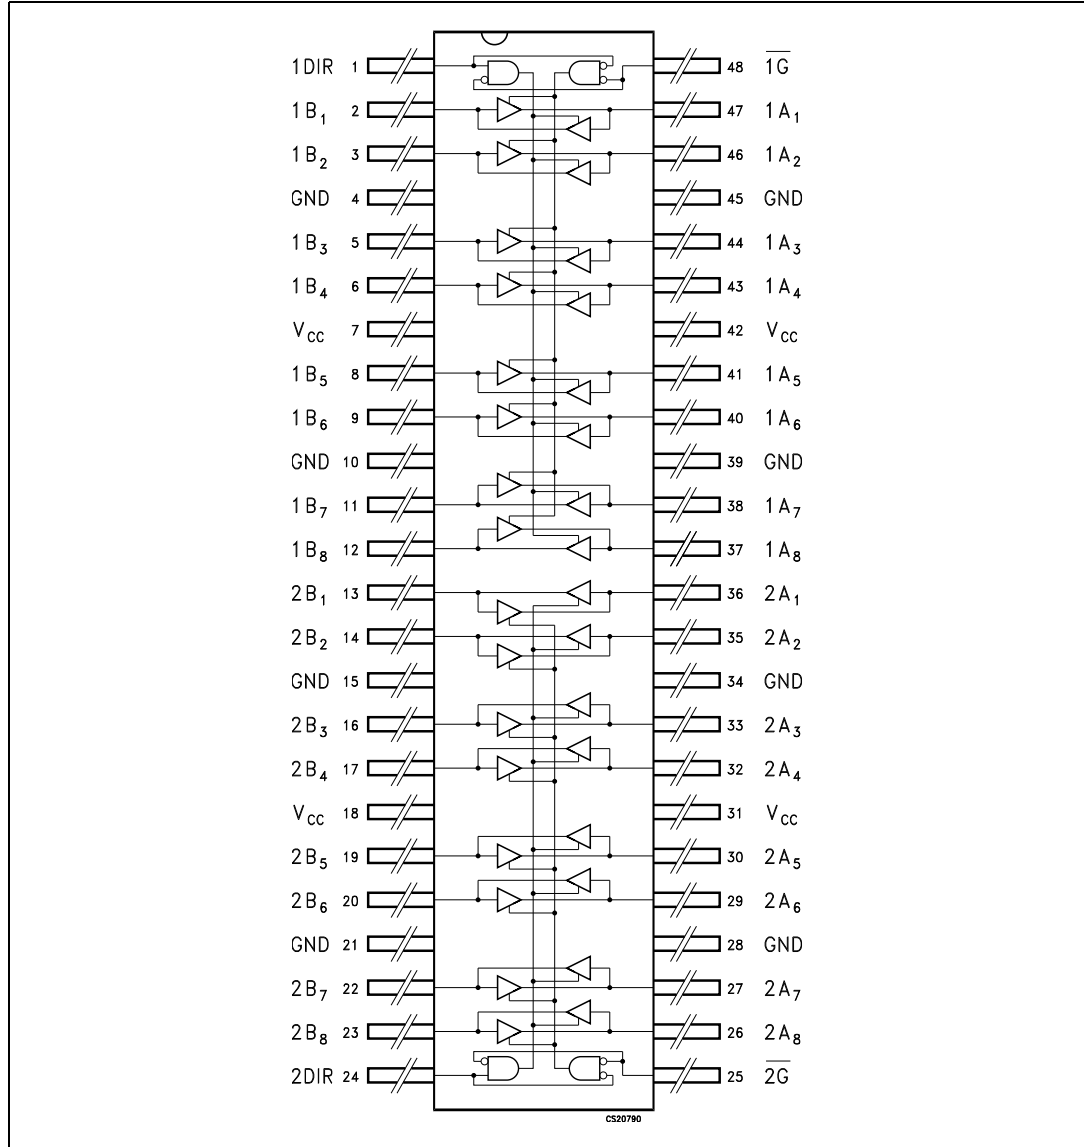 1DIR 1 48 1G
1B1 2 47 1A1
1B2 3 46 1A2
GND 4 45 GND
1B3 5 44 1A3
1B4 6 43 1A4
VCC 7 42 VCC
1B5 8 41 1A5
1B6 9 40 1A6
GND 10 39 GND
1B7 11 38 1A7
1B8 12 37 1A8
2B1 13 36 2A1
2B2 14 35 2A2
GND 15 34 GND
2B3 16 33 2A3
2B4 17 32 2A4
VCC 18 31 VCC
2B5 19 30 2A5
2B6 20 29 2A6
GND 21 28 GND
2B7 22 27 2A7
2B8 23 26 2A8
2DIR 24 25 2G
CS20790